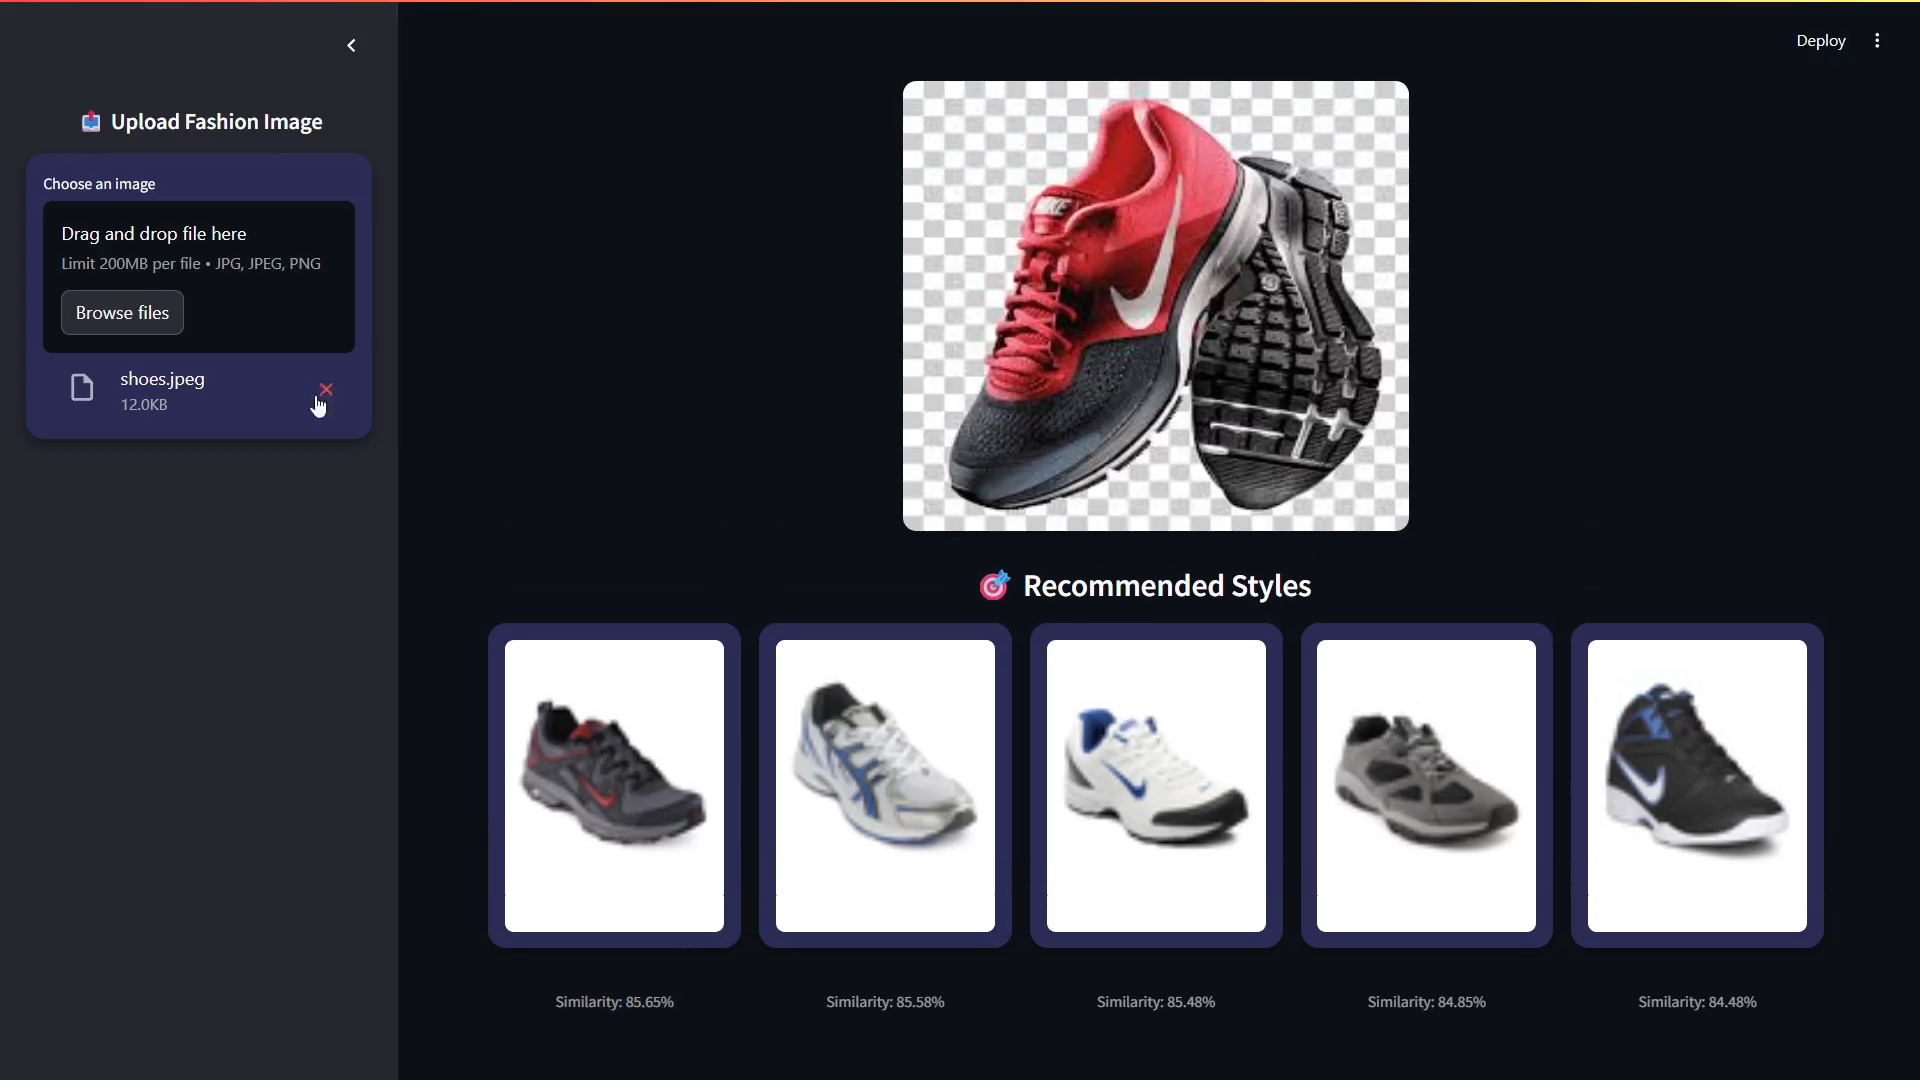 Deploy
Upload Fashion Image
Choose an image
Drag and drop file here
Limit 200MB per file • JPG, JPEG, PNG
Browse files
shoes.jpeg
12.0KB
NIKE
Recommended Styles
Similarity: 85.65%
Similarity: 85.58%
Similarity: 85.48%
Similarity: 84.85%
Similarity: 84.48%